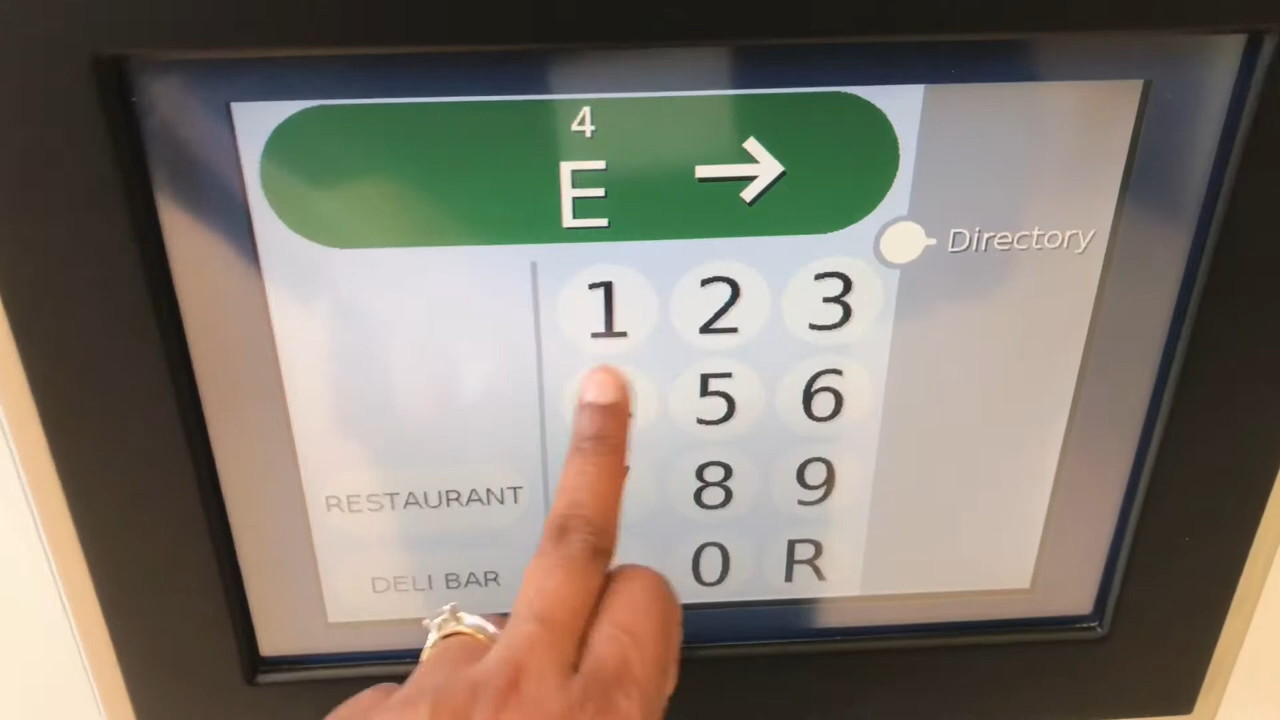 4
E →
Directory
1 2 3
5 6
8 9
RESTAURANT
0 R
DELI BAR